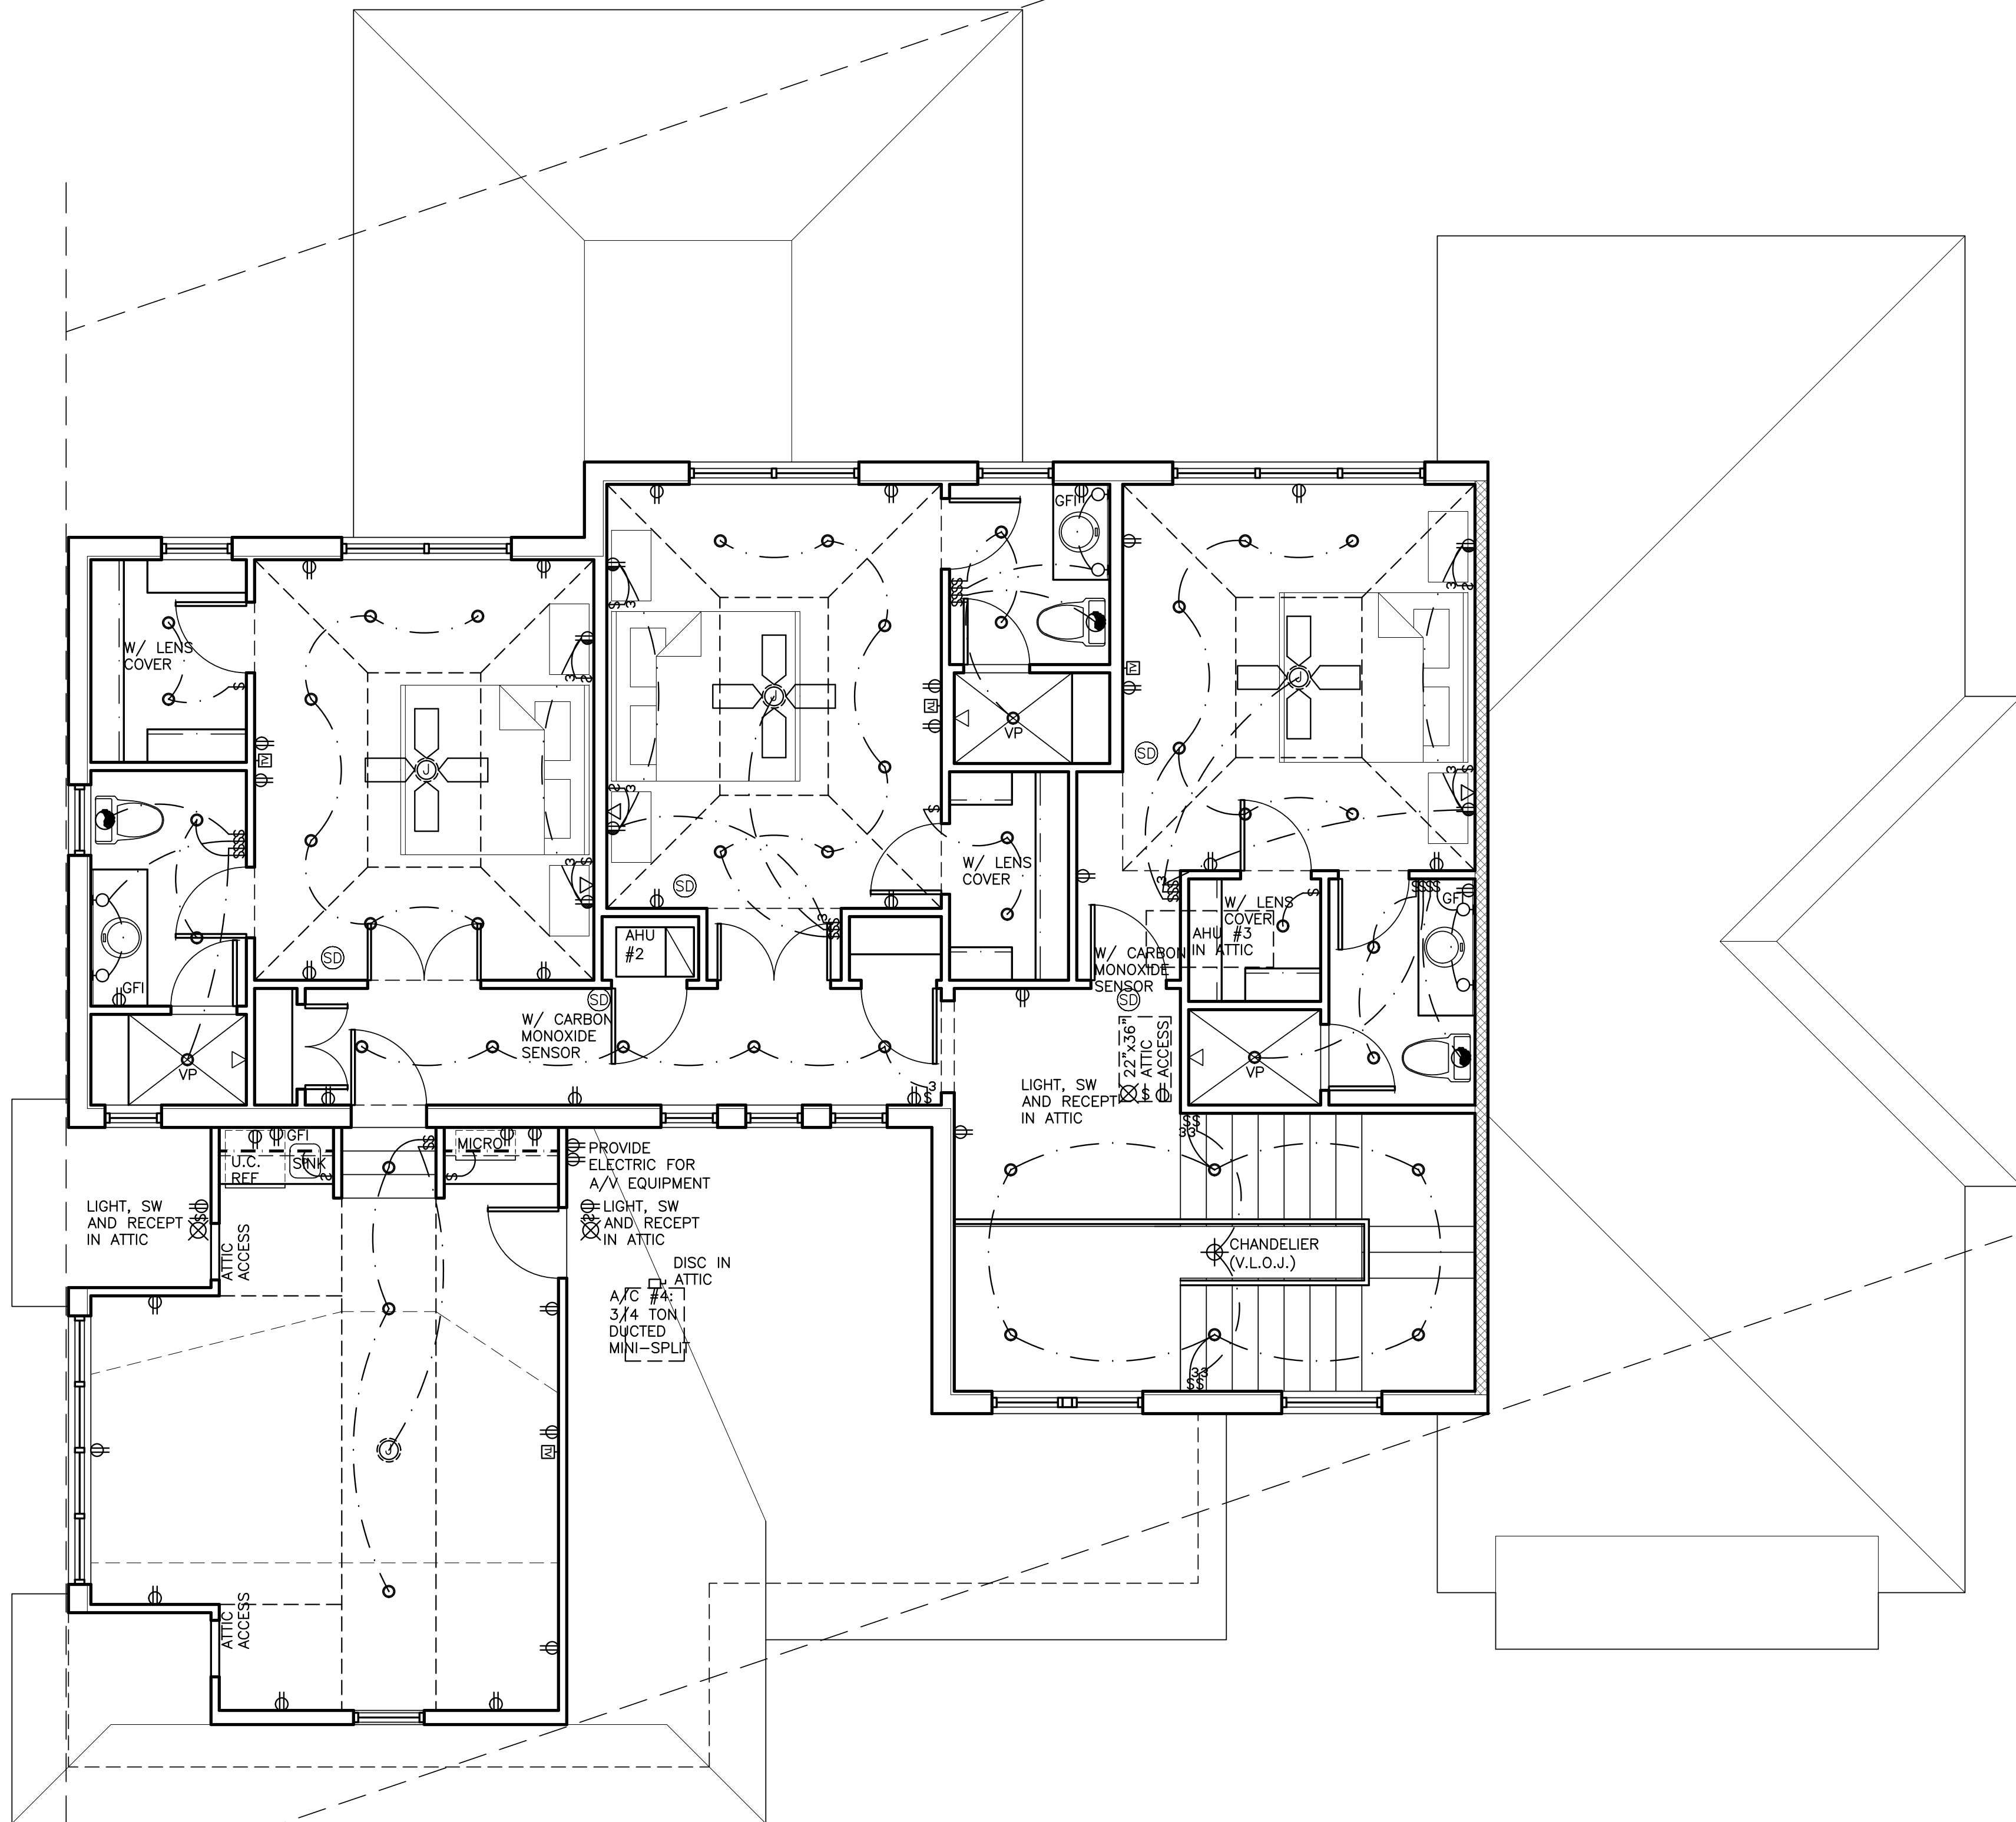 GFI
W/ LENS
COVER
J
J
J
VP
SD
W/ LENS
COVER
SD
GFI
W/ LENS
COVER
AHU #3
IN ATTIC
AHU
#2
SD
GFI
SD
W/ CARBON
MONOXIDE
SENSOR
SD
W/ CARBON
MONOXIDE
SENSOR
SD
22"x36"
ATTIC
ACCESS
VP
VP
LIGHT, SW
AND RECEPT
IN ATTIC
GFI
U.C.
REF
SINK
MICRO
PROVIDE
ELECTRIC FOR
A/V EQUIPMENT
LIGHT, SW
AND RECEPT
IN ATTIC
ATTIC
ACCESS
LIGHT, SW
AND RECEPT
IN ATTIC
CHANDELIER
(V.L.O.J.)
DISC IN
ATTIC
A/C #4:
3/4 TON
DUCTED
MINI-SPLIT
J
ATTIC
ACCESS